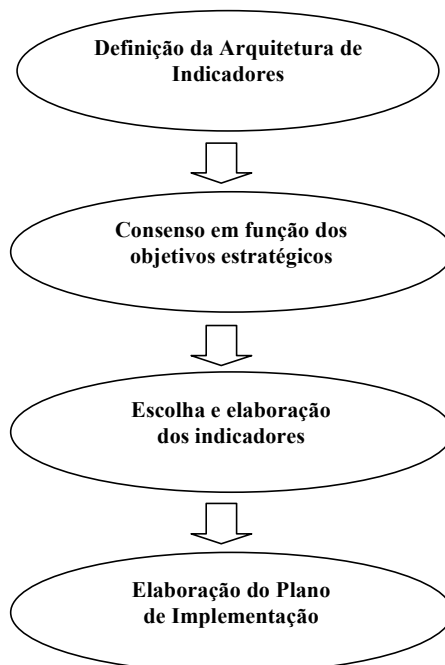 Definição da Arquitetura de
Indicadores
Consenso em função dos
objetivos estratégicos
Escolha e elaboração
dos indicadores
Elaboração do Plano
de Implementação